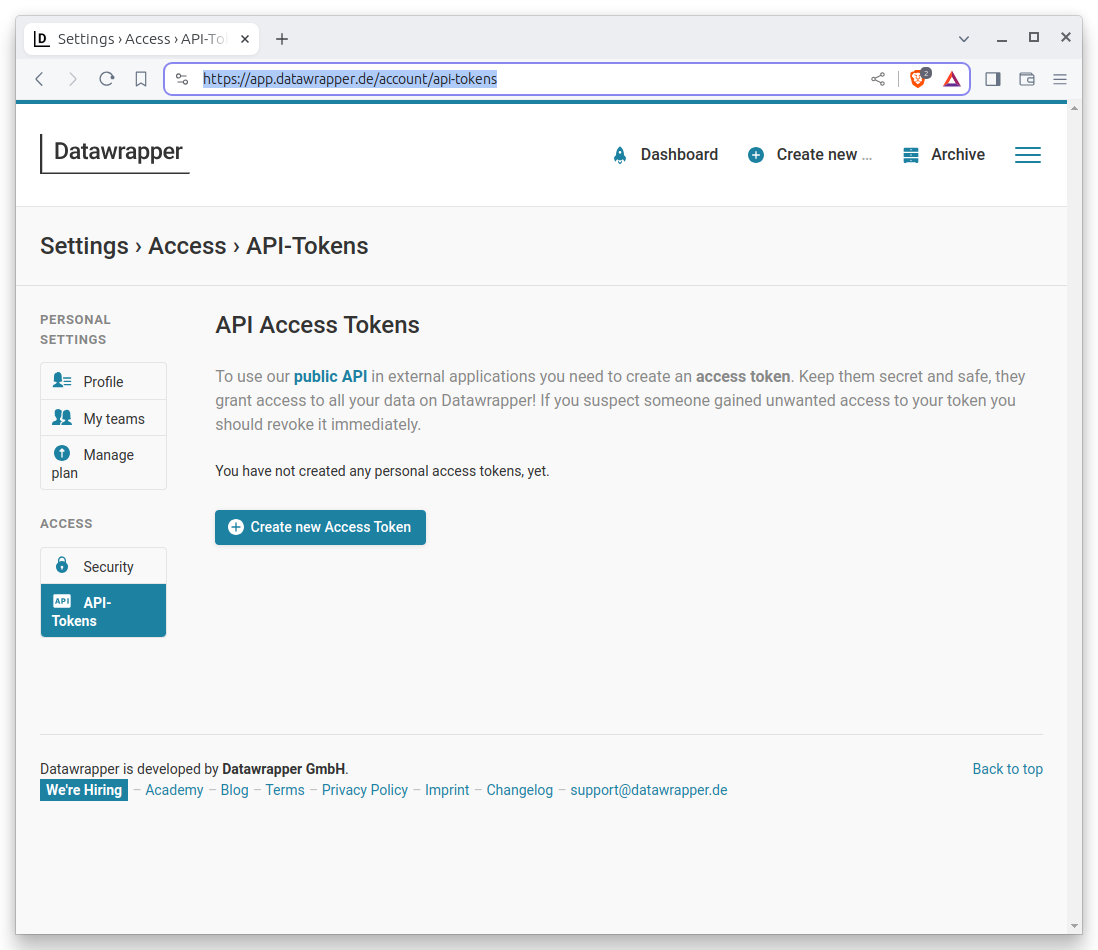 Settings › Access › API-To
https://app.datawrapper.de/account/api-tokens
2
Datawrapper
Dashboard
Create new ...
Archive
Settings › Access › API-Tokens
PERSONAL
SETTINGS
Profile
My teams
Manage
plan
ACCESS
Security
API API-
Tokens
API Access Tokens
To use our public API in external applications you need to create an access token. Keep them secret and safe, they
grant access to all your data on Datawrapper! If you suspect someone gained unwanted access to your token you
should revoke it immediately.
You have not created any personal access tokens, yet.
Create new Access Token
Datawrapper is developed by Datawrapper GmbH.
Back to top
We're Hiring – Academy – Blog – Terms – Privacy Policy – Imprint – Changelog – support@datawrapper.de